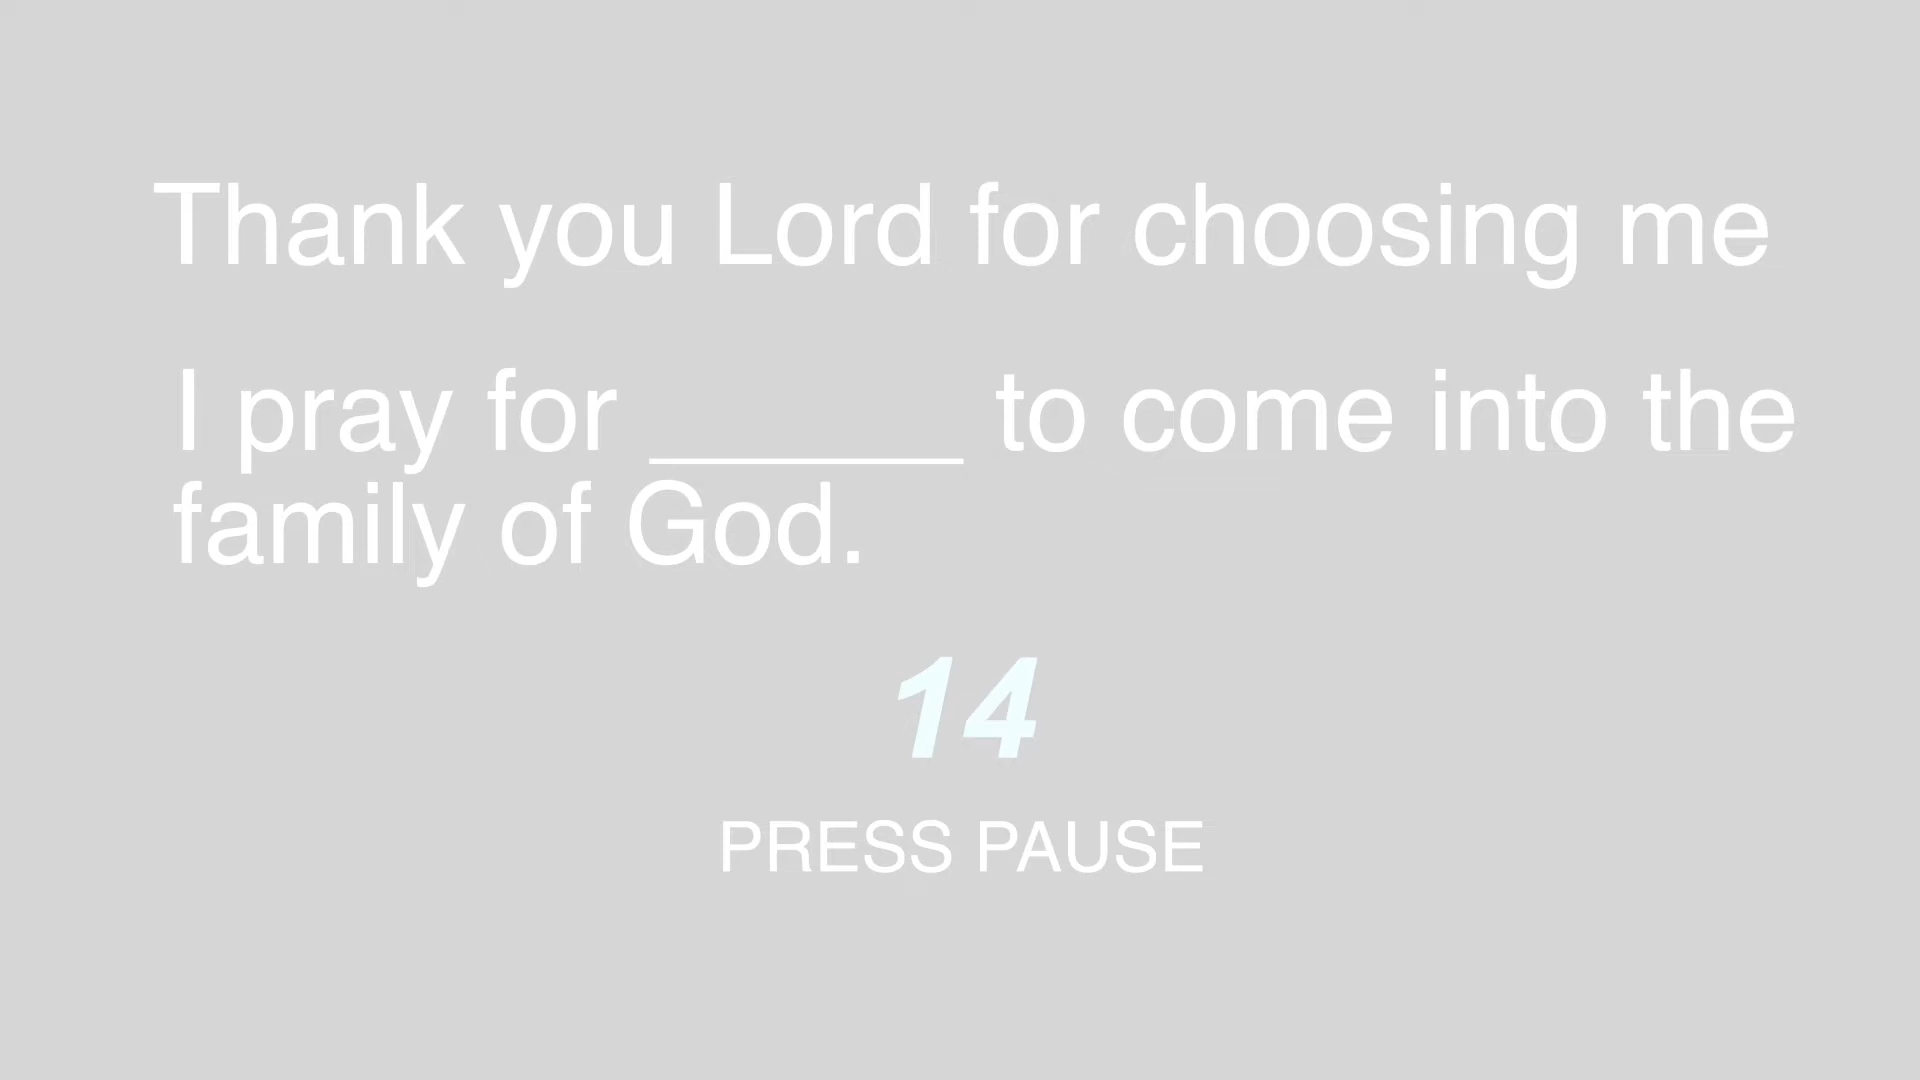 Thank you Lord for choosing me
I pray for ______ to come into the
family of God.
14
PRESS PAUSE